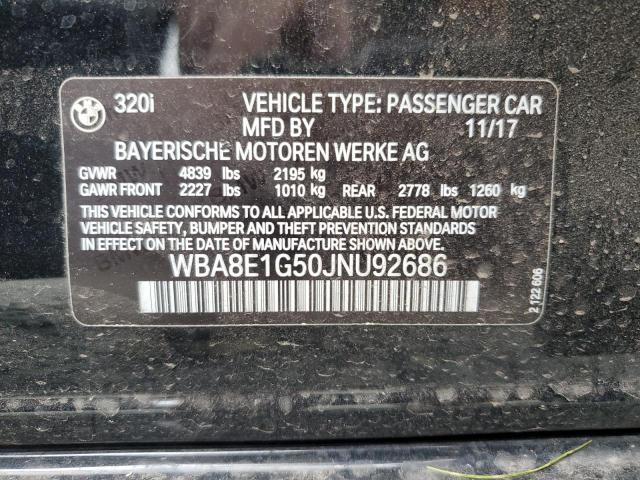 BMW
320i VEHICLE TYPE: PASSENGER CAR
MFD BY 11/17
BAYERISCHE MOTOREN WERKE AG
GVWR 4839 lbs 2195 kg
GAWR FRONT 2227 lbs 1010 kg REAR 2778 lbs 1260 kg
THIS VEHICLE CONFORMS TO ALL APPLICABLE U.S. FEDERAL MOTOR
VEHICLE SAFETY, BUMPER AND THEFT PREVENTION STANDARDS
IN EFFECT ON THE DATE OF MANUFACTURE SHOWN ABOVE.
WBA8E1G50JNU92686
2 122 606